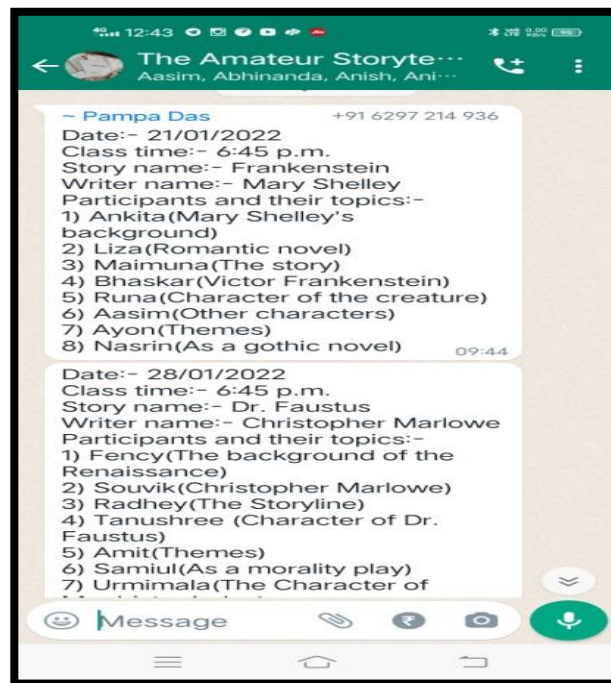 4G 12:43
The Amateur Storyte···
Aasim, Abhinanda, Anish, Ani···
~ Pampa Das +91 6297 214 936
Date:- 21/01/2022
Class time:- 6:45 p.m.
Story name:- Frankenstein
Writer name:- Mary Shelley
Participants and their topics:-
1) Ankita(Mary Shelley's
background)
2) Liza(Romantic novel)
3) Maimuna(The story)
4) Bhaskar(Victor Frankenstein)
5) Runa(Character of the creature)
6) Aasim(Other characters)
7) Ayon(Themes)
8) Nasrin(As a gothic novel) 09:44
Date:- 28/01/2022
Class time:- 6:45 p.m.
Story name:- Dr. Faustus
Writer name:- Christopher Marlowe
Participants and their topics:-
1) Fency(The background of the
Renaissance)
2) Souvik(Christopher Marlowe)
3) Radhey(The Storyline)
4) Tanushree (Character of Dr.
Faustus)
5) Amit(Themes)
6) Samiul(As a morality play)
7) Urmimala(The Character of
Message